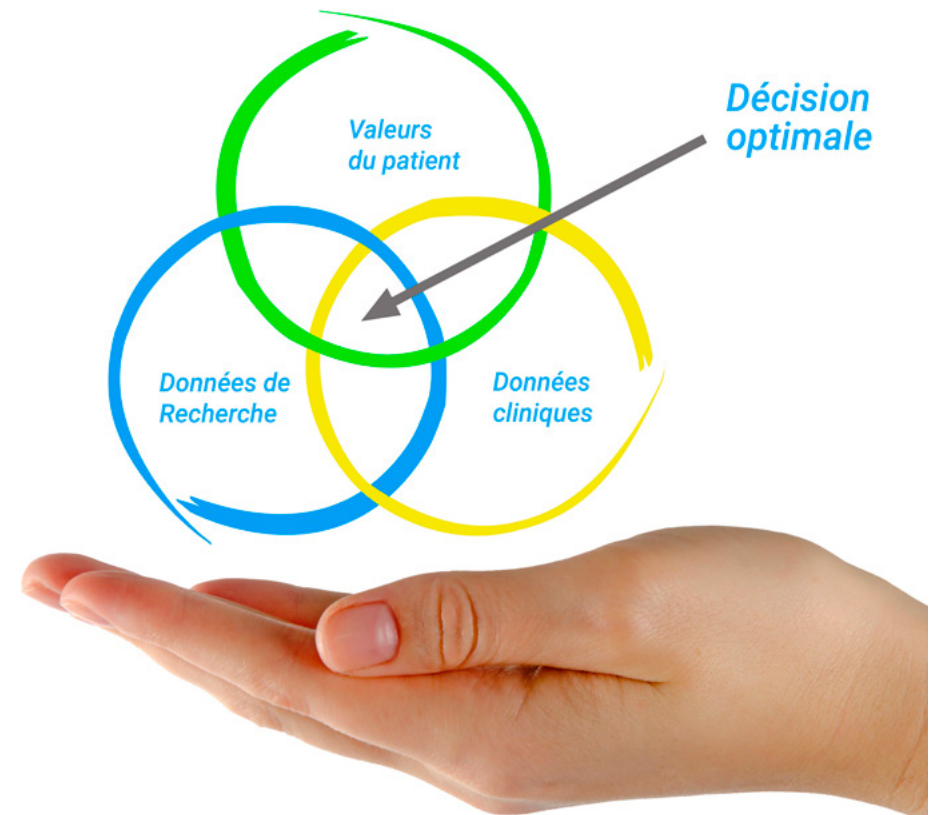 Décision
optimale
Valeurs
du patient
Données de
Recherche
Données
cliniques